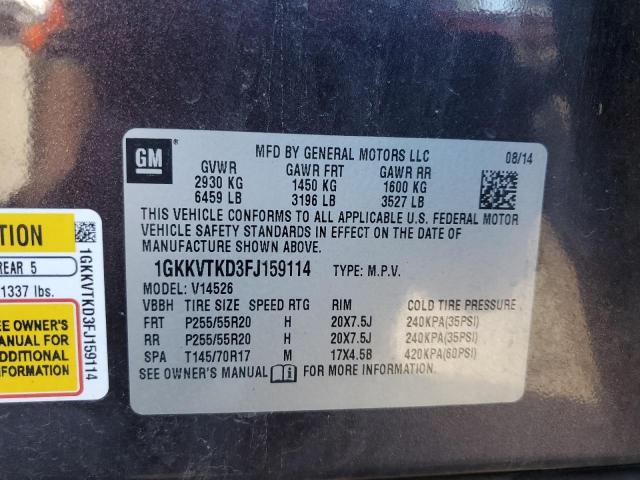 GM
MFD BY GENERAL MOTORS LLC 08/14
GVWR GAWR FRT GAWR RR
2930 KG 1450 KG 1600 KG
6459 LB 3196 LB 3527 LB
THIS VEHICLE CONFORMS TO ALL APPLICABLE U.S. FEDERAL MOTOR
VEHICLE SAFETY STANDARDS IN EFFECT ON THE DATE OF
MANUFACTURE SHOWN ABOVE.
1GKKVTKD3FJ159114 TYPE: M.P.V.
MODEL: V14526
VBBH TIRE SIZE SPEED RTG RIM COLD TIRE PRESSURE
FRT P255/55R20 H 20X7.5J 240KPA(35PSI)
RR P255/55R20 H 20X7.5J 240KPA(35PSI)
SPA T145/70R17 M 17X4.5B 420KPA(60PSI)
SEE OWNER'S MANUAL i FOR MORE INFORMATION.
TION
REAR 5
1337 lbs.
EE OWNER'S
MANUAL FOR
ADDITIONAL
FORMATION
1GKKVTKD3FJ159114